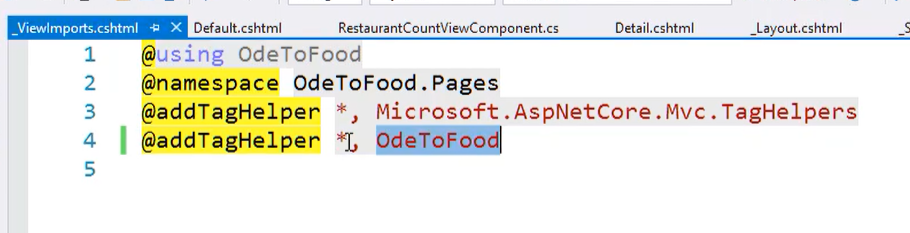 _ViewImports.cshtml Default.cshtml RestaurantCountViewComponent.cs Detail.cshtml _Layout.cshtml
1 @using OdeToFood
2 @namespace OdeToFood.Pages
3 @addTagHelper *, Microsoft.AspNetCore.Mvc.TagHelpers
4 @addTagHelper *, OdeToFood
5